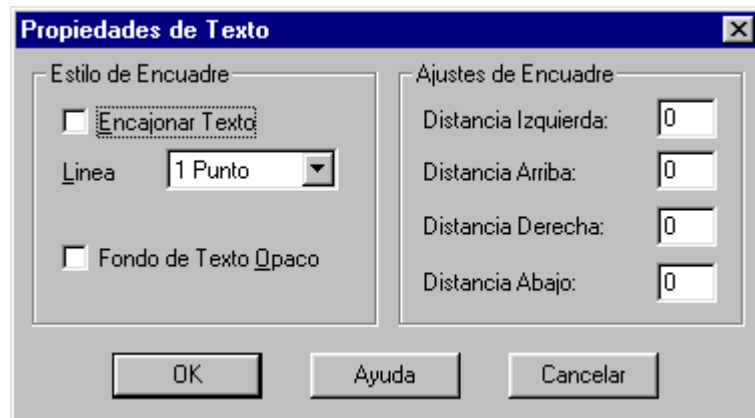 Propiedades de Texto
Estilo de Encuadre
Encajonar Texto
Linea 1 Punto
Fondo de Texto Opaco
Ajustes de Encuadre
Distancia Izquierda: 0
Distancia Arriba: 0
Distancia Derecha: 0
Distancia Abajo: 0
OK Ayuda Cancelar